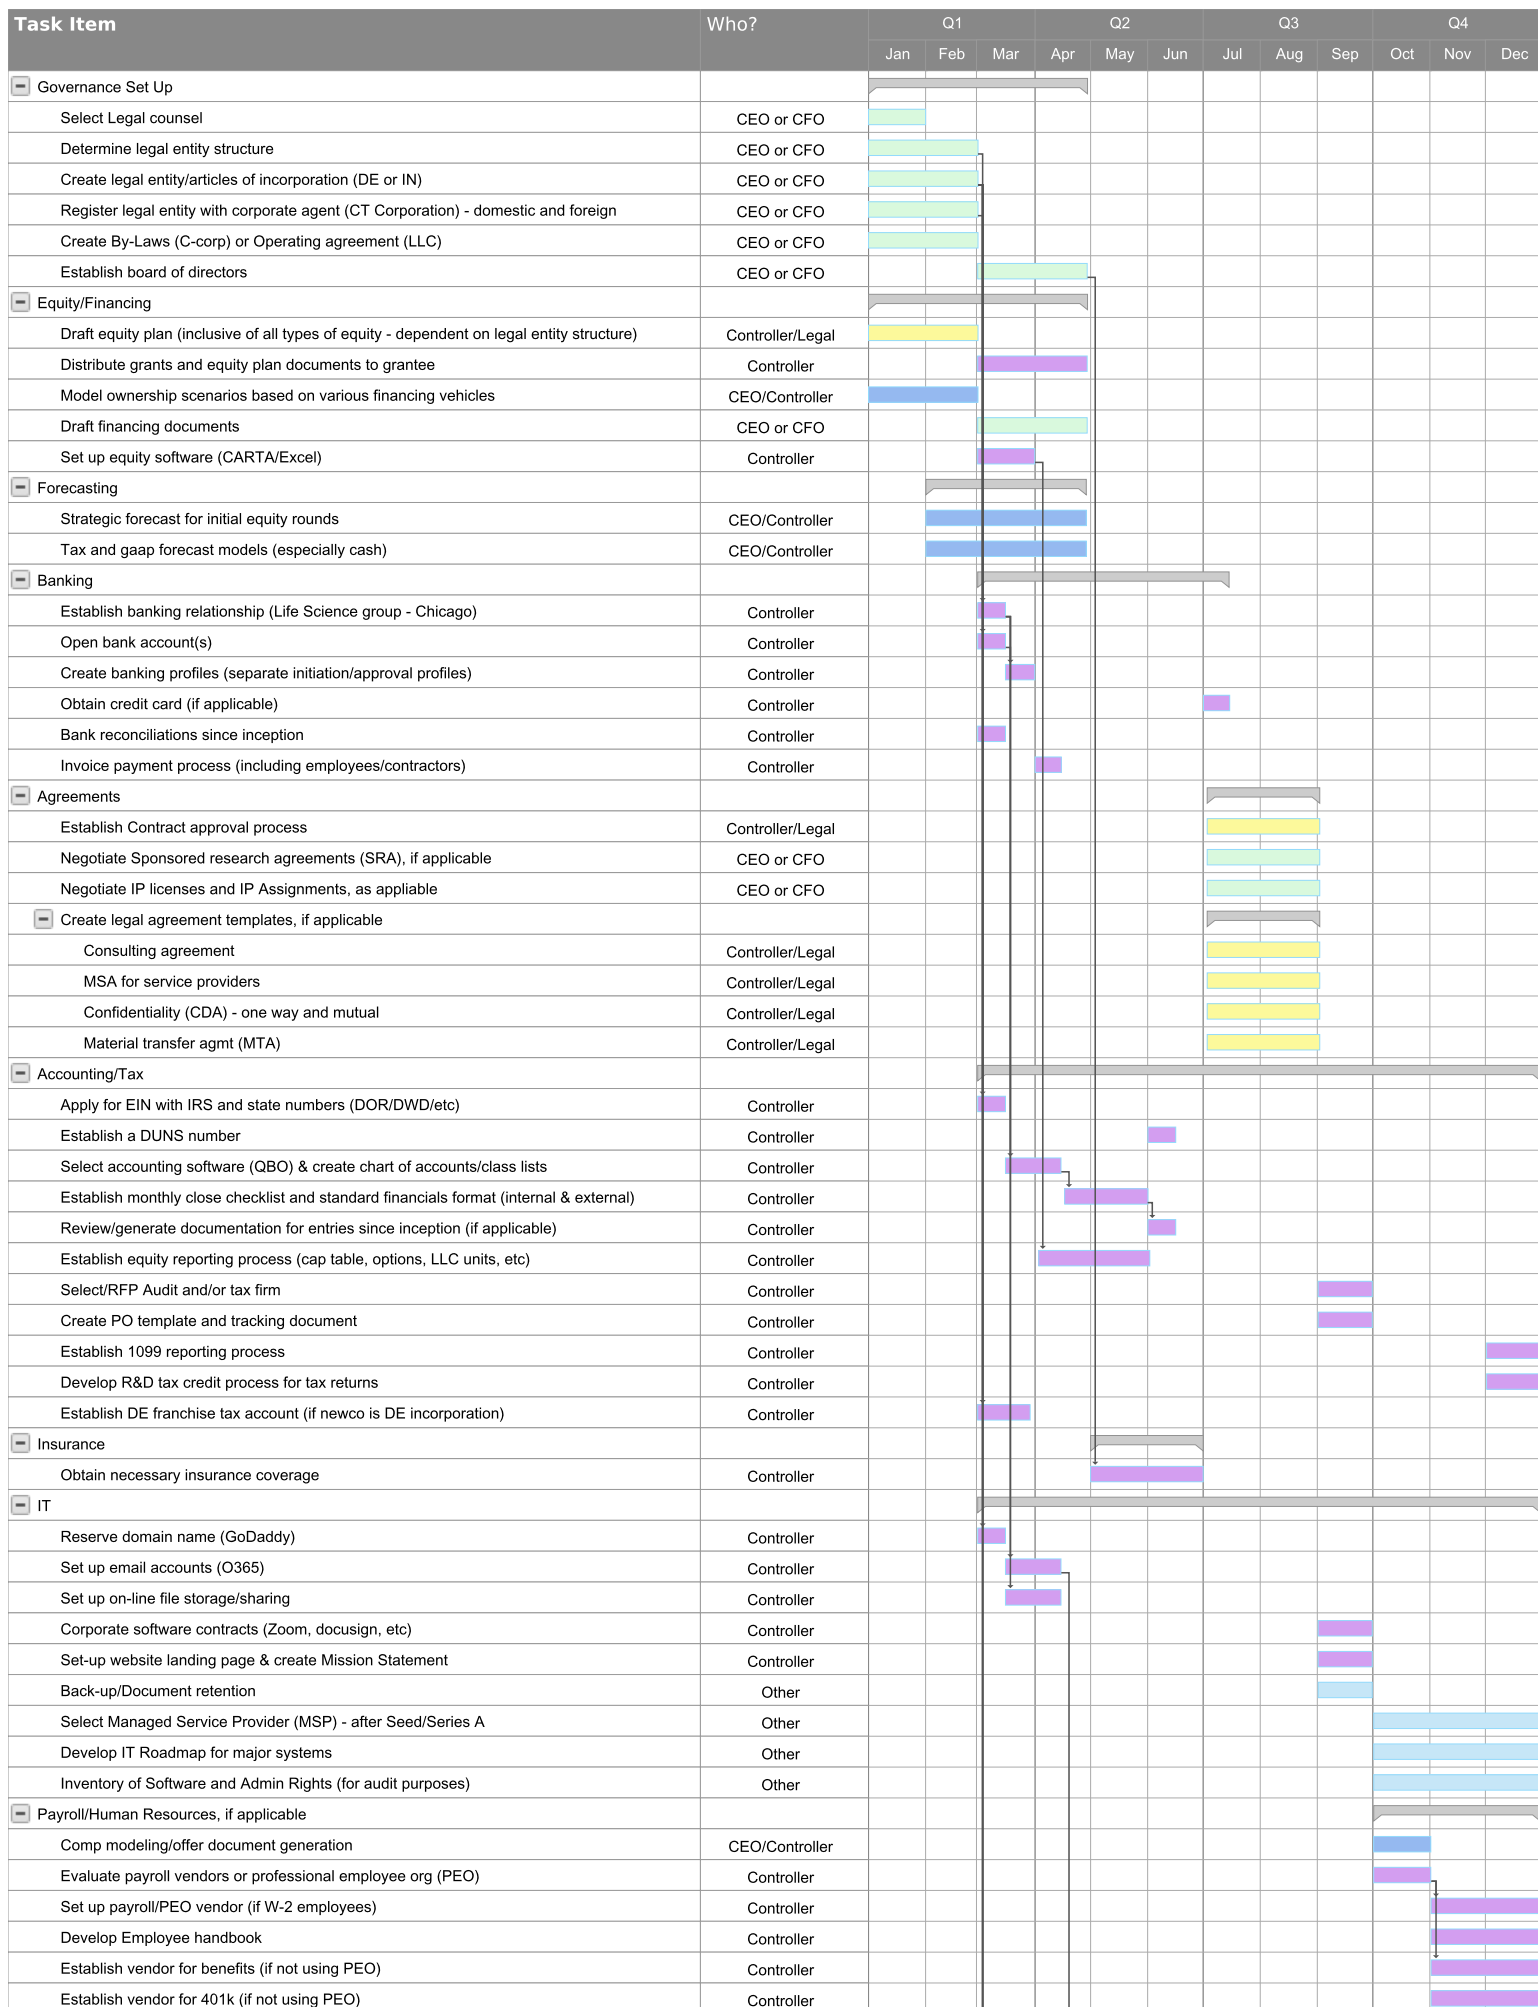 Task Item Who? Q1 Q2 Q3 Q4
Jan Feb Mar Apr May Jun Jul Aug Sep Oct Nov Dec
Governance Set Up
Select Legal counsel CEO or CFO
Determine legal entity structure CEO or CFO
Create legal entity/articles of incorporation (DE or IN) CEO or CFO
Register legal entity with corporate agent (CT Corporation) - domestic and foreign CEO or CFO
Create By-Laws (C-corp) or Operating agreement (LLC) CEO or CFO
Establish board of directors CEO or CFO
Equity/Financing
Draft equity plan (inclusive of all types of equity - dependent on legal entity structure) Controller/Legal
Distribute grants and equity plan documents to grantee Controller
Model ownership scenarios based on various financing vehicles CEO/Controller
Draft financing documents CEO or CFO
Set up equity software (CARTA/Excel) Controller
Forecasting
Strategic forecast for initial equity rounds CEO/Controller
Tax and gaap forecast models (especially cash) CEO/Controller
Banking
Establish banking relationship (Life Science group - Chicago) Controller
Open bank account(s) Controller
Create banking profiles (separate initiation/approval profiles) Controller
Obtain credit card (if applicable) Controller
Bank reconciliations since inception Controller
Invoice payment process (including employees/contractors) Controller
Agreements
Establish Contract approval process Controller/Legal
Negotiate Sponsored research agreements (SRA), if applicable CEO or CFO
Negotiate IP licenses and IP Assignments, as appliable CEO or CFO
Create legal agreement templates, if applicable
Consulting agreement Controller/Legal
MSA for service providers Controller/Legal
Confidentiality (CDA) - one way and mutual Controller/Legal
Material transfer agmt (MTA) Controller/Legal
Accounting/Tax
Apply for EIN with IRS and state numbers (DOR/DWD/etc) Controller
Establish a DUNS number Controller
Select accounting software (QBO) & create chart of accounts/class lists Controller
Establish monthly close checklist and standard financials format (internal & external) Controller
Review/generate documentation for entries since inception (if applicable) Controller
Establish equity reporting process (cap table, options, LLC units, etc) Controller
Select/RFP Audit and/or tax firm Controller
Create PO template and tracking document Controller
Establish 1099 reporting process Controller
Develop R&D tax credit process for tax returns Controller
Establish DE franchise tax account (if newco is DE incorporation) Controller
Insurance
Obtain necessary insurance coverage Controller
IT
Reserve domain name (GoDaddy) Controller
Set up email accounts (O365) Controller
Set up on-line file storage/sharing Controller
Corporate software contracts (Zoom, docusign, etc) Controller
Set-up website landing page & create Mission Statement Controller
Back-up/Document retention Other
Select Managed Service Provider (MSP) - after Seed/Series A Other
Develop IT Roadmap for major systems Other
Inventory of Software and Admin Rights (for audit purposes) Other
Payroll/Human Resources, if applicable
Comp modeling/offer document generation CEO/Controller
Evaluate payroll vendors or professional employee org (PEO) Controller
Set up payroll/PEO vendor (if W-2 employees) Controller
Develop Employee handbook Controller
Establish vendor for benefits (if not using PEO) Controller
Establish vendor for 401k (if not using PEO) Controller